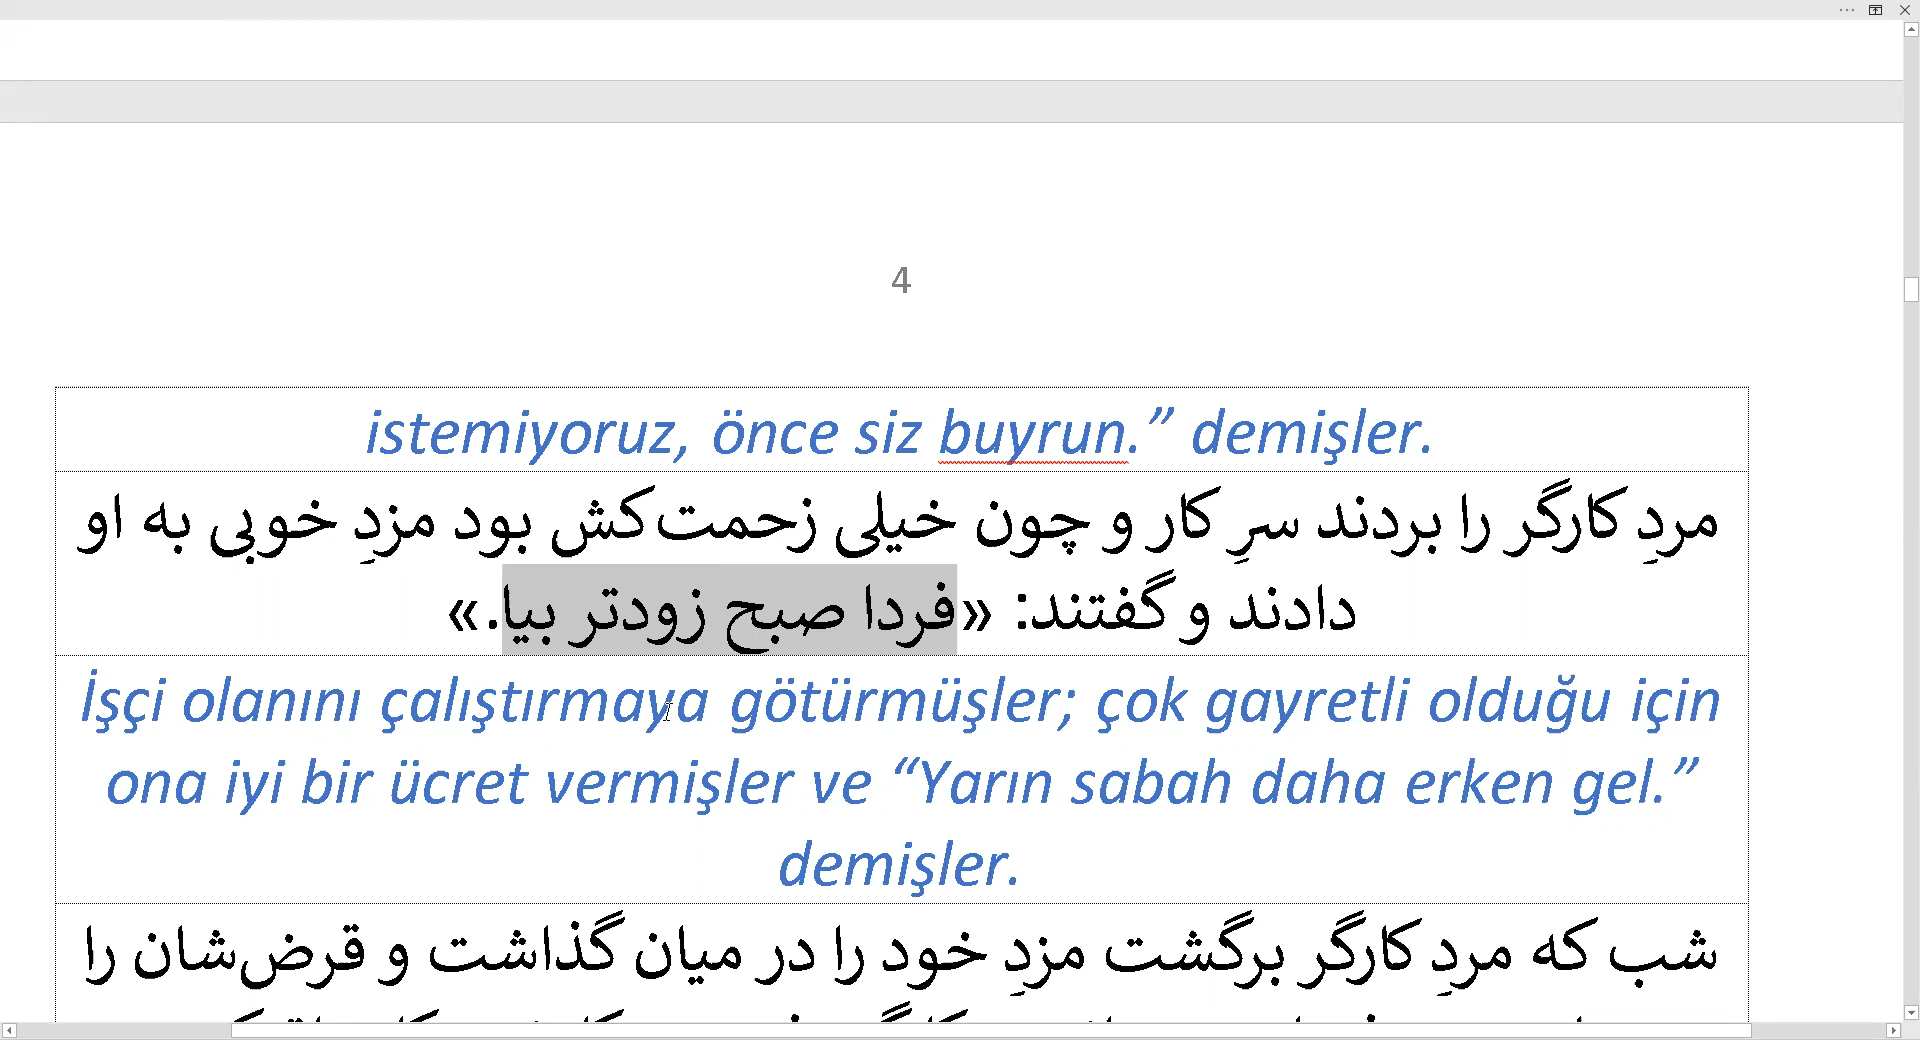 4
istemiyoruz, önce siz buyrun.” demişler.
مردِ کارگر را بردند سرِ کار و چون خیلی زحمت‌کش بود مزدِ خوبی به او
دادند و گفتند: «فردا صبح زودتر بیا.»
İşçi olanını çalıştırmaya götürmüşler; çok gayretli olduğu için
ona iyi bir ücret vermişler ve “Yarın sabah daha erken gel.”
demişler.
شب که مردِ کارگر برگشت مزدِ خود را در میان گذاشت و قرض‌شان را